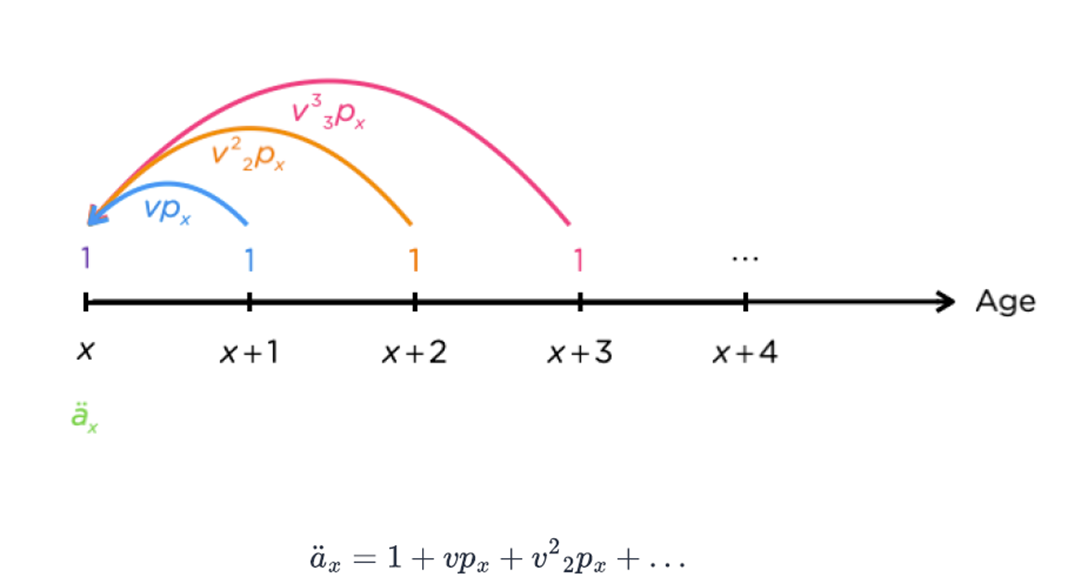 v³₃pₓ
v²₂pₓ
vpₓ
1 1 1 1 ...
Age
x x+1 x+2 x+3 x+4
äₓ
äₓ = 1 + vpₓ + v²₂pₓ + ...